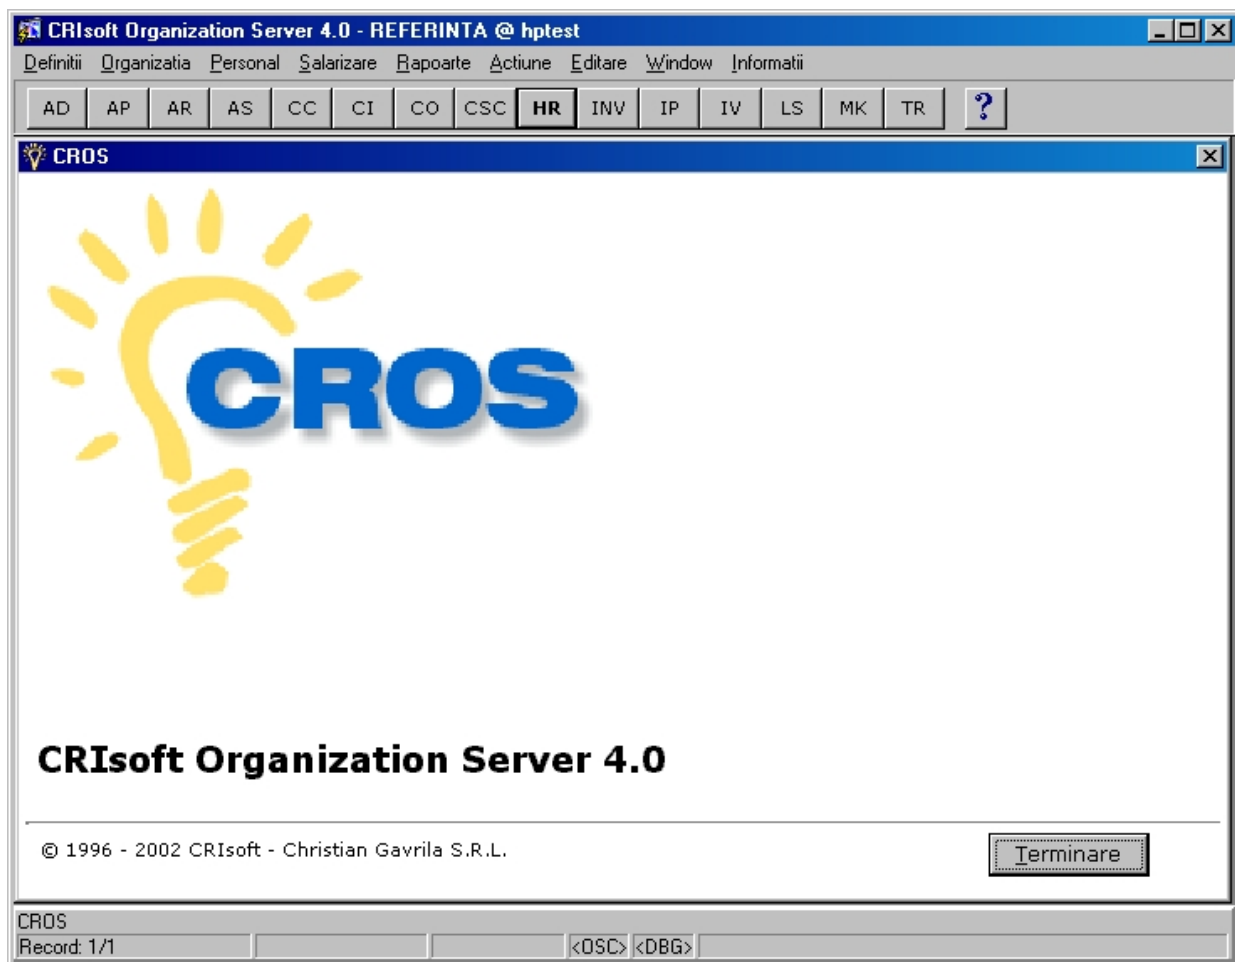 CRIsoft Organization Server 4.0 - REFERINTA @ hptest
Definitii Organizatia Personal Salarizare Rapoarte Actiune Editare Window Informatii
AD AP AR AS CC CI CO CSC HR INV IP IV LS MK TR ?
CROS
CROS
CRIsoft Organization Server 4.0
© 1996 - 2002 CRIsoft - Christian Gavrila S.R.L.
Terminare
CROS
Record: 1/1 <OSC> <DBG>